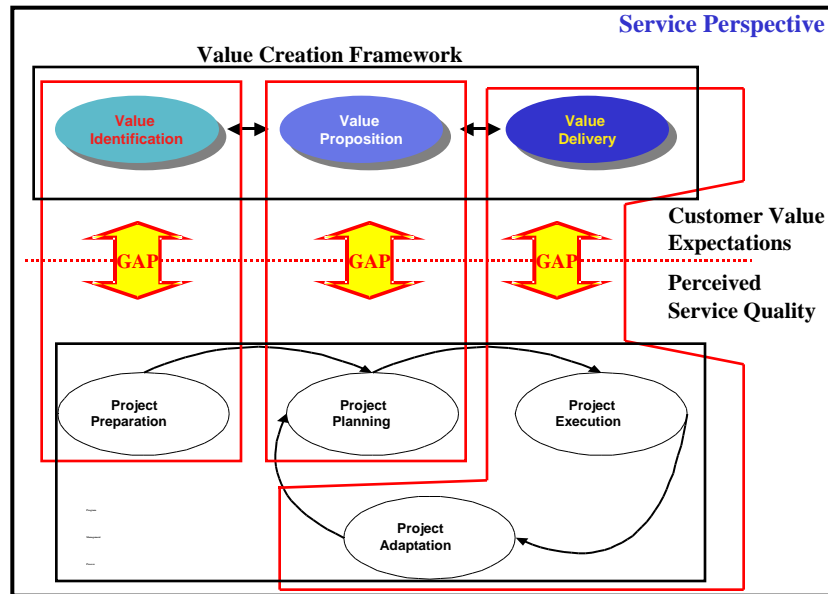 Service Perspective
Value Creation Framework
Value
Identification
Value
Proposition
Value
Delivery
Customer Value
Expectations
GAP
GAP
GAP
Perceived
Service Quality
Project
Preparation
Project
Planning
Project
Execution
Project
Adaptation